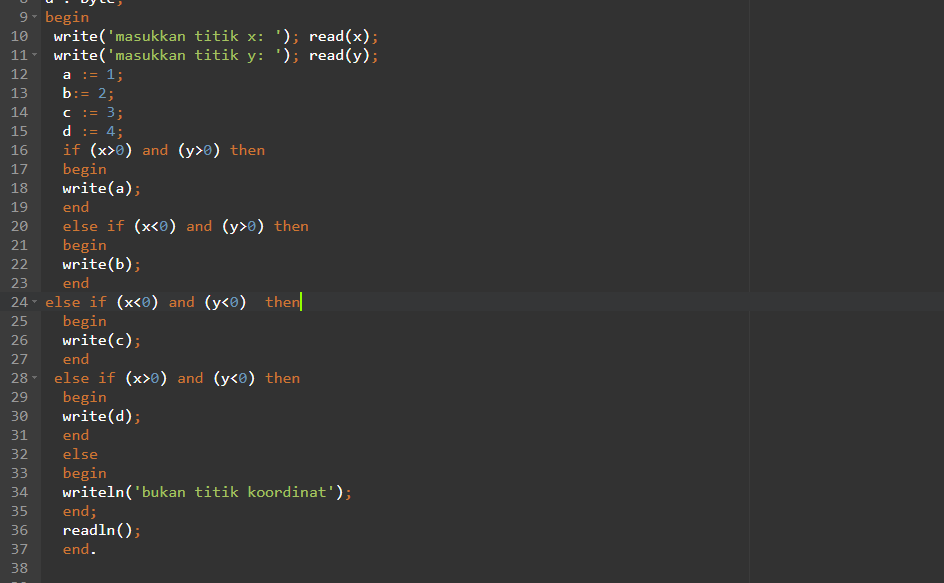 8 d : byte;
9 begin
10 write('masukkan titik x: '); read(x);
11 write('masukkan titik y: '); read(y);
12 a := 1;
13 b:= 2;
14 c := 3;
15 d := 4;
16 if (x>0) and (y>0) then
17 begin
18 write(a);
19 end
20 else if (x<0) and (y>0) then
21 begin
22 write(b);
23 end
24 else if (x<0) and (y<0)  then
25 begin
26 write(c);
27 end
28 else if (x>0) and (y<0) then
29 begin
30 write(d);
31 end
32 else
33 begin
34 writeln('bukan titik koordinat');
35 end;
36 readln();
37 end.
38